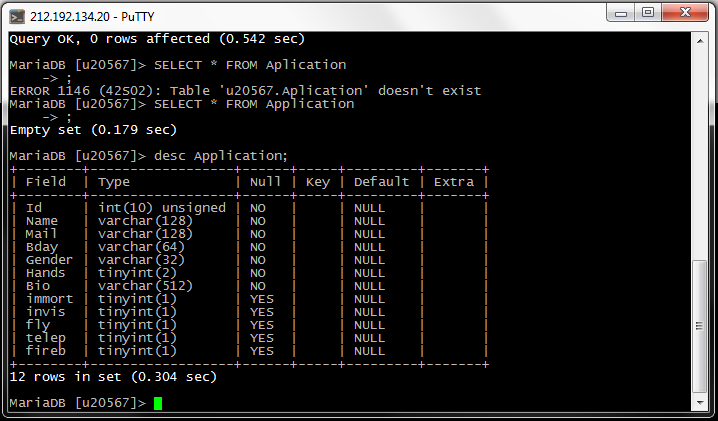 212.192.134.20 - PuTTY
Query OK, 0 rows affected (0.542 sec)
MariaDB [u20567]> SELECT * FROM Aplication
    -> ;
ERROR 1146 (42S02): Table 'u20567.Aplication' doesn't exist
MariaDB [u20567]> SELECT * FROM Application
    -> ;
Empty set (0.179 sec)
MariaDB [u20567]> desc Application;
+--------+------------------+------+-----+---------+-------+
| Field  | Type             | Null | Key | Default | Extra |
+--------+------------------+------+-----+---------+-------+
| Id     | int(10) unsigned | NO   |     | NULL    |       |
| Name   | varchar(128)     | NO   |     | NULL    |       |
| Mail   | varchar(128)     | NO   |     | NULL    |       |
| Bday   | varchar(64)      | NO   |     | NULL    |       |
| Gender | varchar(32)      | NO   |     | NULL    |       |
| Hands  | tinyint(2)       | NO   |     | NULL    |       |
| Bio    | varchar(512)     | NO   |     | NULL    |       |
| immort | tinyint(1)       | YES  |     | NULL    |       |
| invis  | tinyint(1)       | YES  |     | NULL    |       |
| fly    | tinyint(1)       | YES  |     | NULL    |       |
| telep  | tinyint(1)       | YES  |     | NULL    |       |
| fireb  | tinyint(1)       | YES  |     | NULL    |       |
+--------+------------------+------+-----+---------+-------+
12 rows in set (0.304 sec)
MariaDB [u20567]>